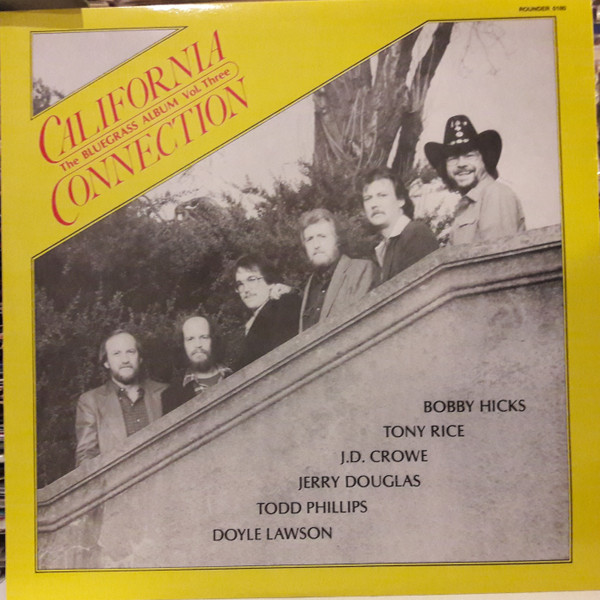 ROUNDER 0180
CALIFORNIA
The BLUEGRASS ALBUM Vol. Three
CONNECTION
BOBBY HICKS
TONY RICE
J.D. CROWE
JERRY DOUGLAS
TODD PHILLIPS
DOYLE LAWSON